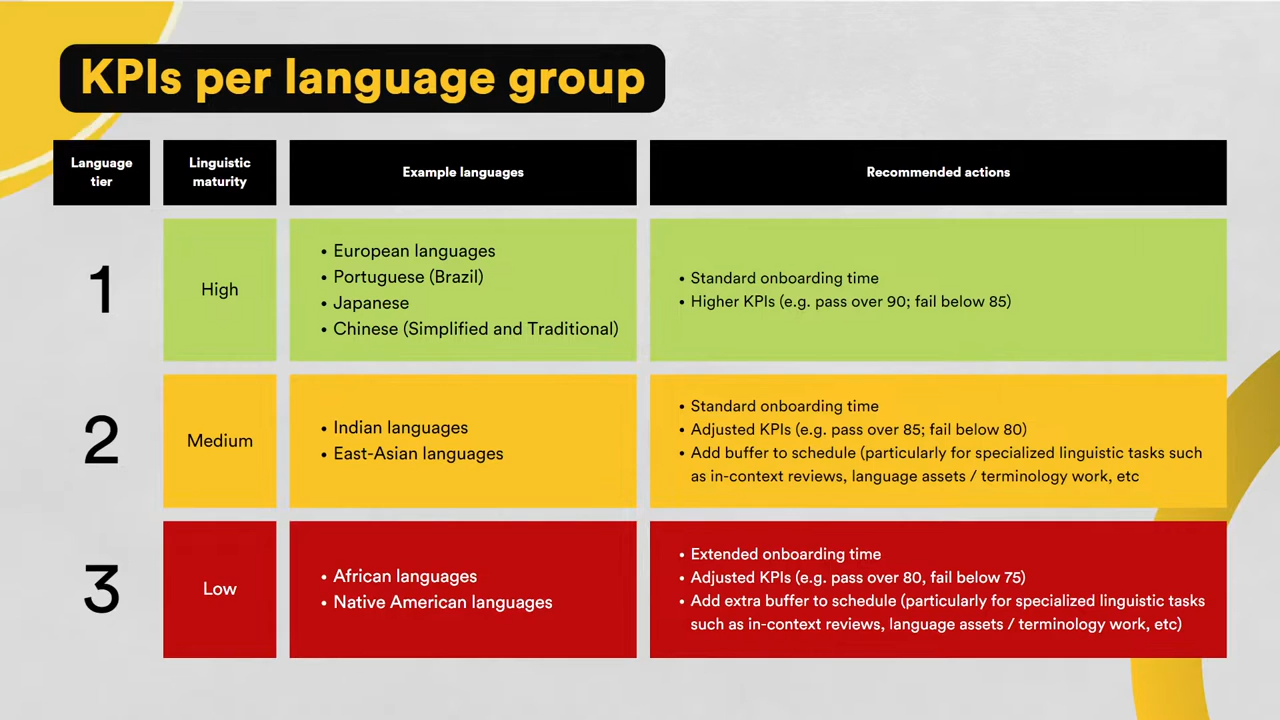 KPIs per language group
Language
tier
Linguistic
maturity
Example languages
Recommended actions
1
High
• European languages
• Portuguese (Brazil)
• Japanese
• Chinese (Simplified and Traditional)
• Standard onboarding time
• Higher KPIs (e.g. pass over 90; fail below 85)
2
Medium
• Indian languages
• East-Asian languages
• Standard onboarding time
• Adjusted KPIs (e.g. pass over 85; fail below 80)
• Add buffer to schedule (particularly for specialized linguistic tasks such
as in-context reviews, language assets / terminology work, etc
3
Low
• African languages
• Native American languages
• Extended onboarding time
• Adjusted KPIs (e.g. pass over 80, fail below 75)
• Add extra buffer to schedule (particularly for specialized linguistic tasks
such as in-context reviews, language assets / terminology work, etc)